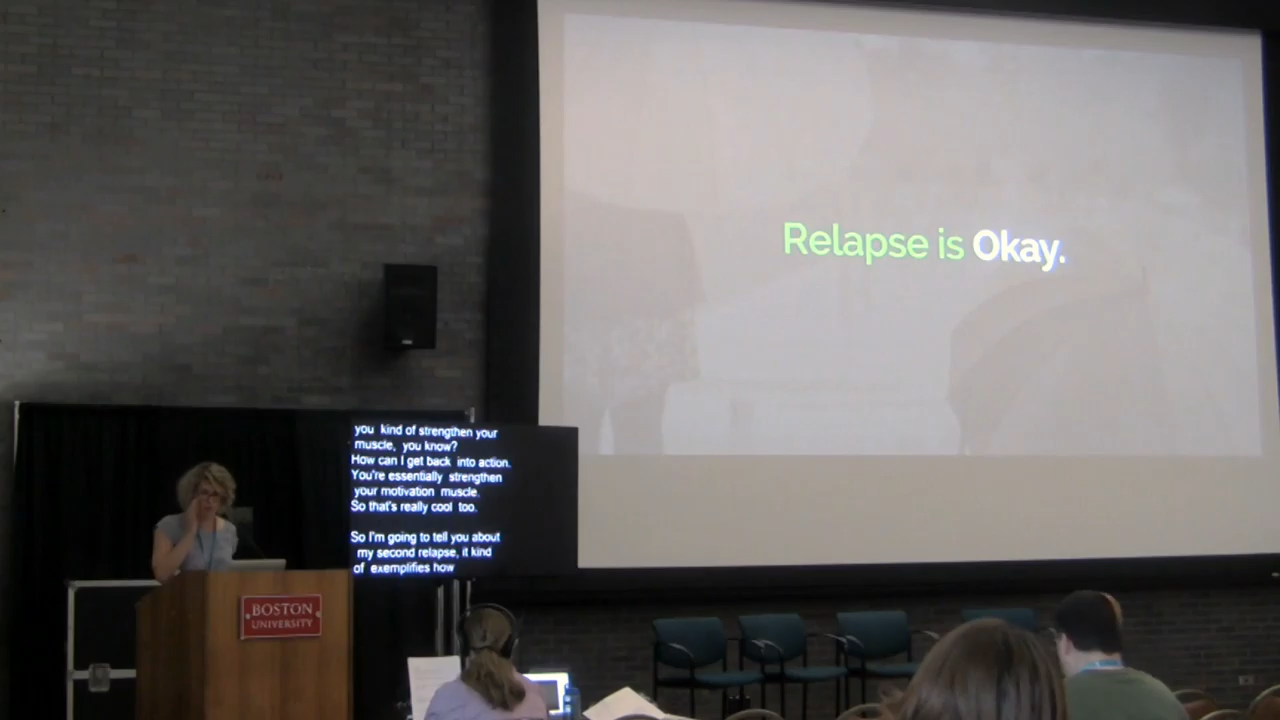 Relapse is Okay.
you kind of strengthen your
muscle, you know?
How can I get back into action.
You're essentially strengthen
your motivation muscle.
So that's really cool too.
So I'm going to tell you about
my second relapse, it kind
of exemplifies how
BOSTON
UNIVERSITY